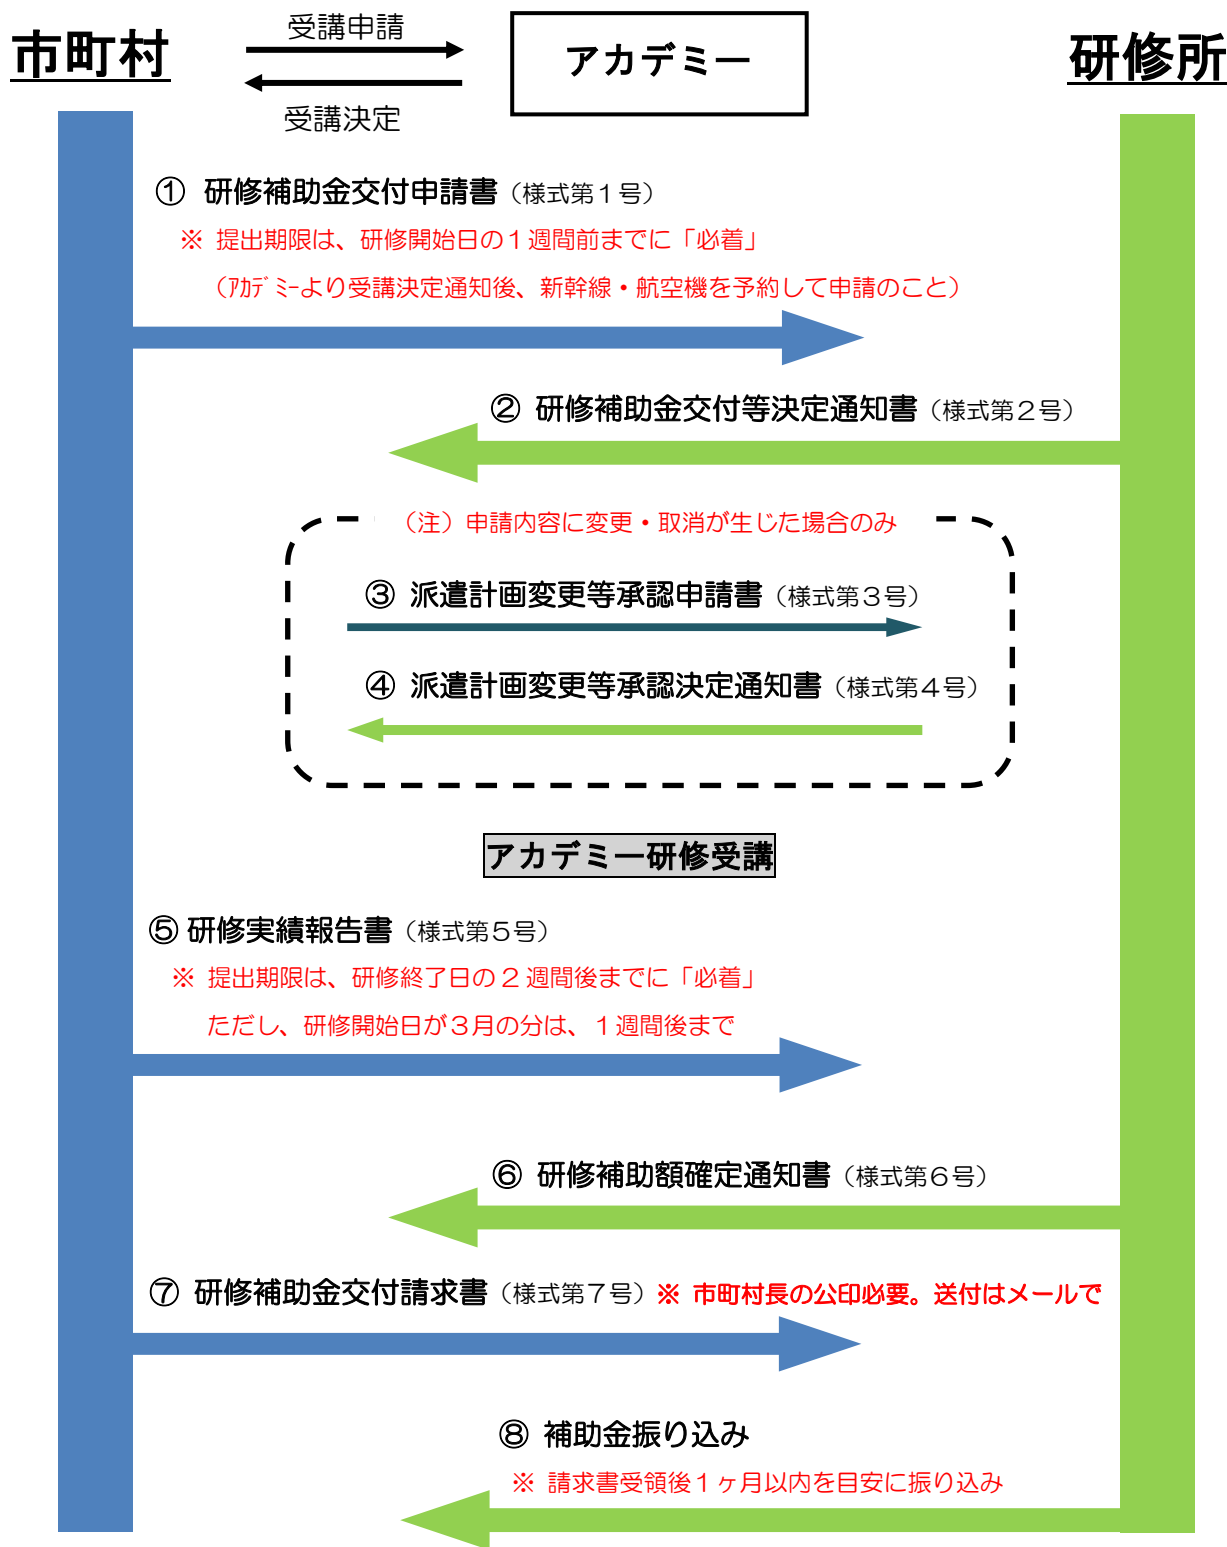 市町村
受講申請
受講決定
アカデミー
研修所
① 研修補助金交付申請書（様式第１号）
※ 提出期限は、研修開始日の１週間前までに「必着」
（ｱｶﾃﾞﾐｰより受講決定通知後、新幹線・航空機を予約して申請のこと）
② 研修補助金交付等決定通知書（様式第２号）
（注）申請内容に変更・取消が生じた場合のみ
③ 派遣計画変更等承認申請書（様式第３号）
④ 派遣計画変更等承認決定通知書（様式第４号）
アカデミー研修受講
⑤ 研修実績報告書（様式第５号）
※ 提出期限は、研修終了日の２週間後までに「必着」
ただし、研修開始日が３月の分は、１週間後まで
⑥ 研修補助額確定通知書（様式第６号）
⑦ 研修補助金交付請求書（様式第７号）※ 市町村長の公印必要。送付はメールで
⑧ 補助金振り込み
※ 請求書受領後１ヶ月以内を目安に振り込み